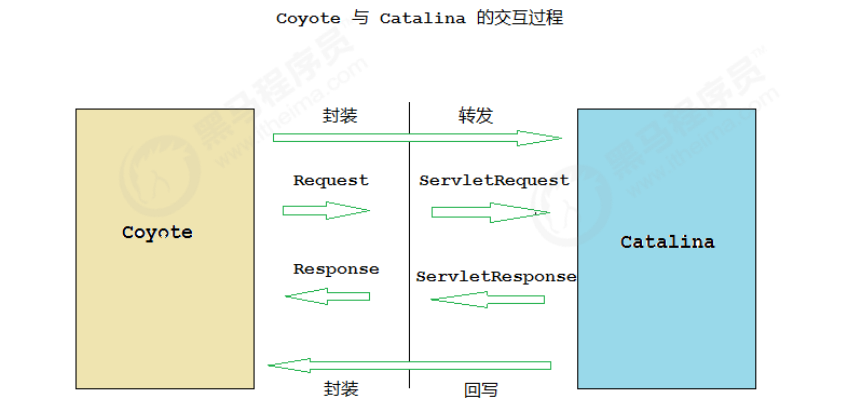 Coyote 与 Catalina 的交互过程
封装 转发
Request ServletRequest
Coyote
Catalina
Response ServletResponse
封装 回写
黑马程序员
www.itheima.com
黑马程序员
www.itheima.com